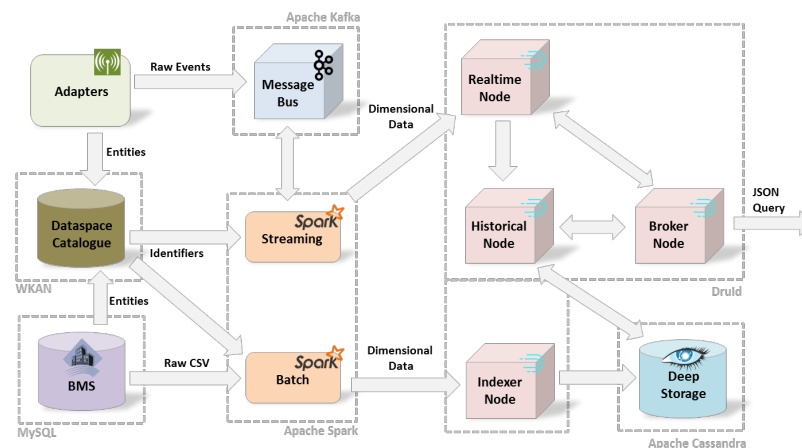 Apache Kafka
Raw Events
Adapters
Message
Bus
Realtime
Node
Dimensional
Data
Entities
JSON
Query
Dataspace
Catalogue
Spark
Streaming
Historical
Node
Broker
Node
Identifiers
WKAN
Entities
Druid
Raw CSV
Spark
Batch
Dimensional
Data
BMS
Indexer
Node
Deep
Storage
MySQL
Apache Spark
Apache Cassandra